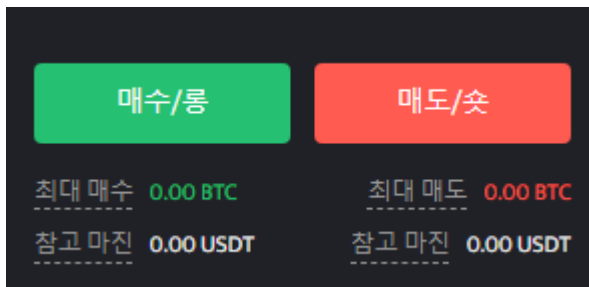 매수/롱 매도/숏
최대 매수 0.00 BTC 최대 매도 0.00 BTC
참고 마진 0.00 USDT 참고 마진 0.00 USDT